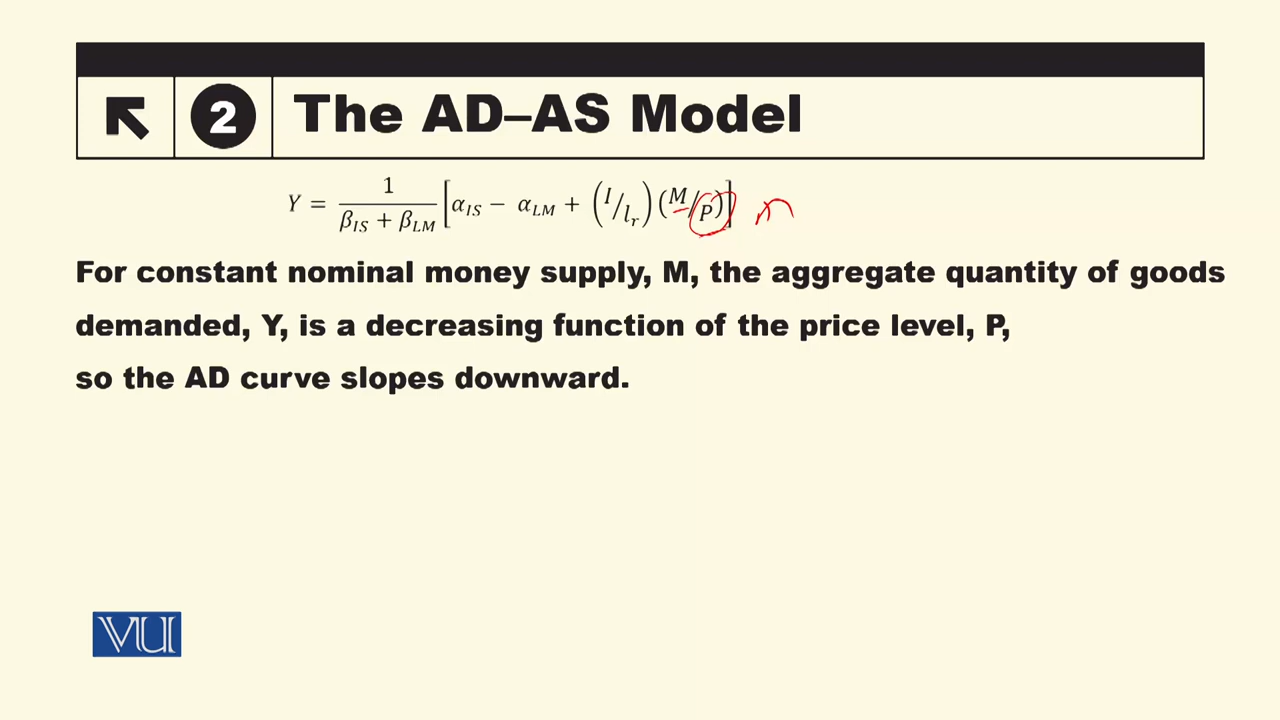 2 The AD–AS Model
Y = 1/(β_IS + β_LM) [α_IS − α_LM + (I/l_r)(M/P)] m
For constant nominal money supply, M, the aggregate quantity of goods
demanded, Y, is a decreasing function of the price level, P,
so the AD curve slopes downward.
VU